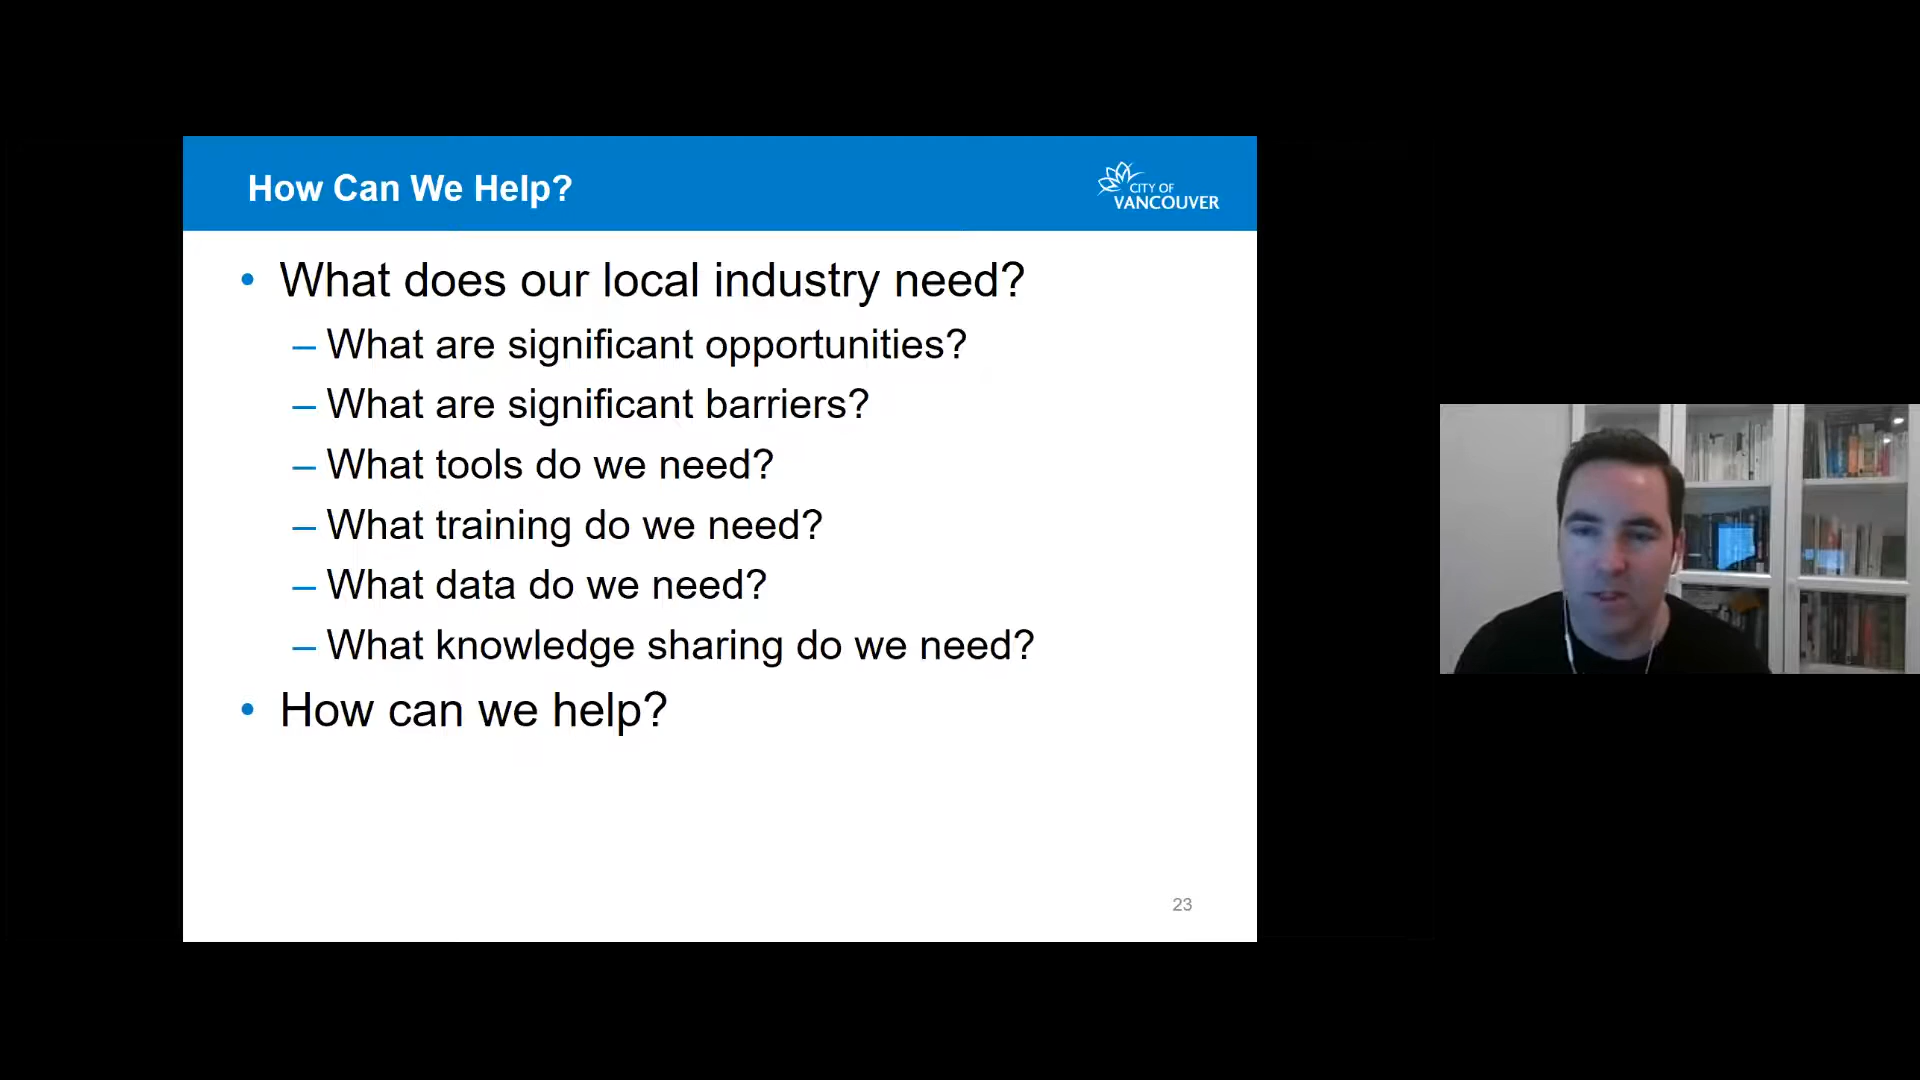 How Can We Help?
CITY OF
VANCOUVER
• What does our local industry need?
– What are significant opportunities?
– What are significant barriers?
– What tools do we need?
– What training do we need?
– What data do we need?
– What knowledge sharing do we need?
• How can we help?
23